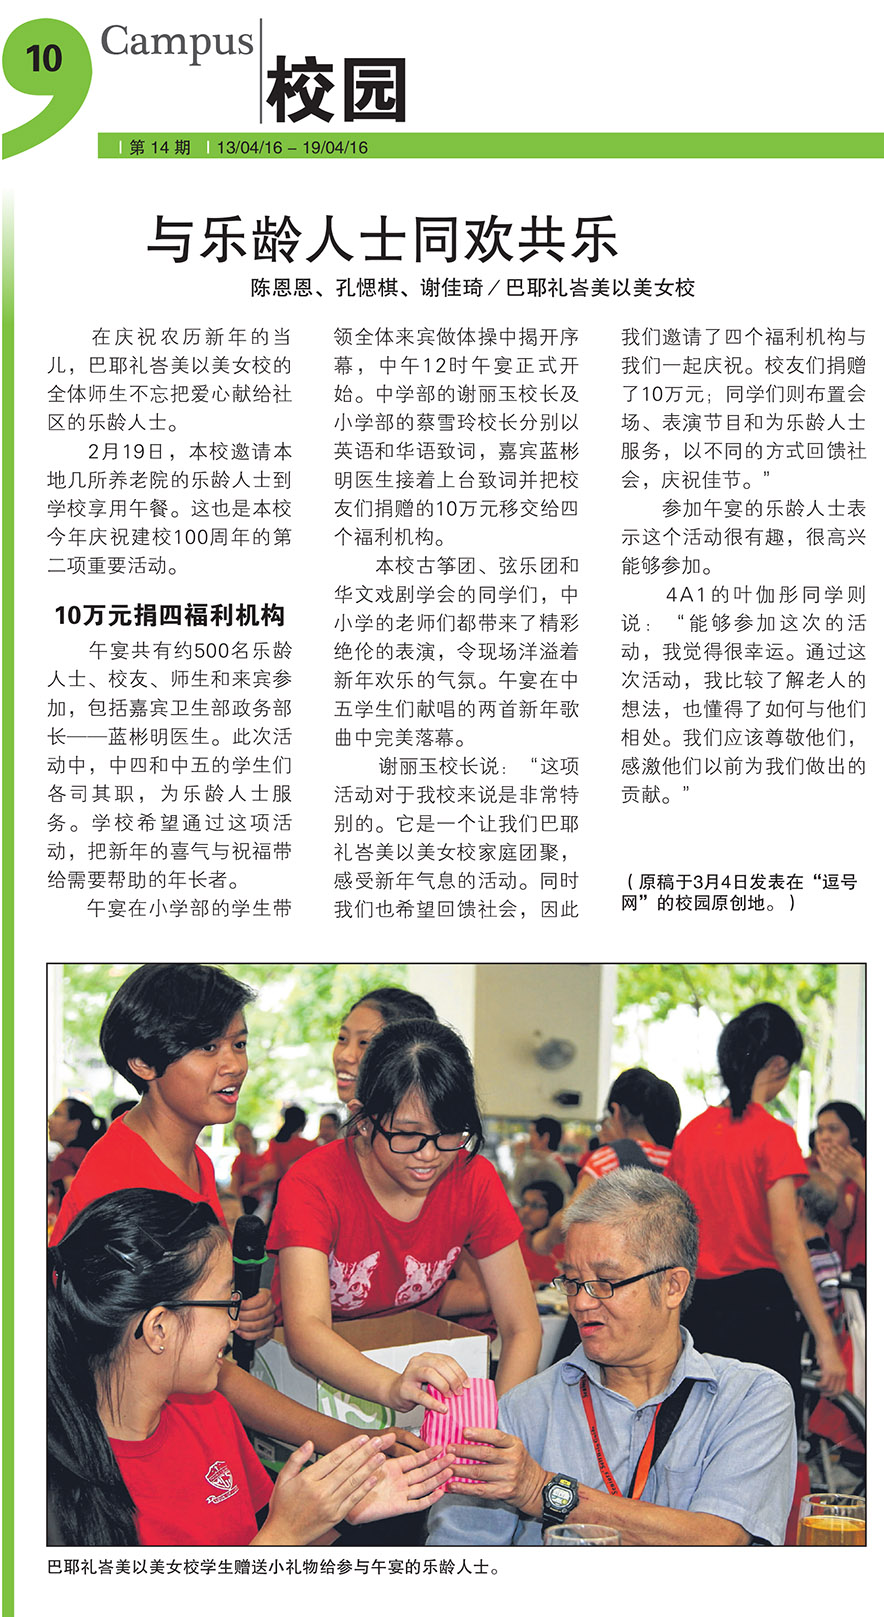 10
Campus
校园
第 14 期
13/04/16 – 19/04/16
与乐龄人士同欢共乐
陈恩恩、孔愢棋、谢佳琦／巴耶礼峇美以美女校
在庆祝农历新年的当
儿，巴耶礼峇美以美女校的
全体师生不忘把爱心献给社
区的乐龄人士。
2月19日，本校邀请本
地几所养老院的乐龄人士到
学校享用午餐。这也是本校
今年庆祝建校100周年的第
二项重要活动。
10万元捐四福利机构
午宴共有约500名乐龄
人士、校友、师生和来宾参
加，包括嘉宾卫生部政务部
长——蓝彬明医生。此次活
动中，中四和中五的学生们
各司其职，为乐龄人士服
务。学校希望通过这项活
动，把新年的喜气与祝福带
给需要帮助的年长者。
午宴在小学部的学生带
领全体来宾做体操中揭开序
幕，中午12时午宴正式开
始。中学部的谢丽玉校长及
小学部的蔡雪玲校长分别以
英语和华语致词，嘉宾蓝彬
明医生接着上台致词并把校
友们捐赠的10万元移交给四
个福利机构。
本校古筝团、弦乐团和
华文戏剧学会的同学们，中
小学的老师们都带来了精彩
绝伦的表演，令现场洋溢着
新年欢乐的气氛。午宴在中
五学生们献唱的两首新年歌
曲中完美落幕。
谢丽玉校长说：“这项
活动对于我校来说是非常特
别的。它是一个让我们巴耶
礼峇美以美女校家庭团聚，
感受新年气息的活动。同时
我们也希望回馈社会，因此
我们邀请了四个福利机构与
我们一起庆祝。校友们捐赠
了10万元；同学们则布置会
场、表演节目和为乐龄人士
服务，以不同的方式回馈社
会，庆祝佳节。”
参加午宴的乐龄人士表
示这个活动很有趣，很高兴
能够参加。
4A1的叶伽彤同学则
说：“能够参加这次的活
动，我觉得很幸运。通过这
次活动，我比较了解老人的
想法，也懂得了如何与他们
相处。我们应该尊敬他们，
感激他们以前为我们做出的
贡献。”
（原稿于3月4日发表在“逗号
网”的校园原创地。）
巴耶礼峇美以美女校学生赠送小礼物给参与午宴的乐龄人士。